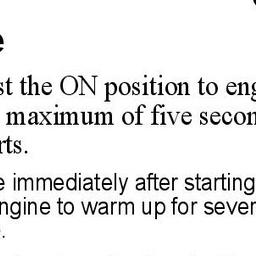 e
st the ON position to eng
maximum of five secon
rts.
e immediately after starting
ngine to warm up for sever
.